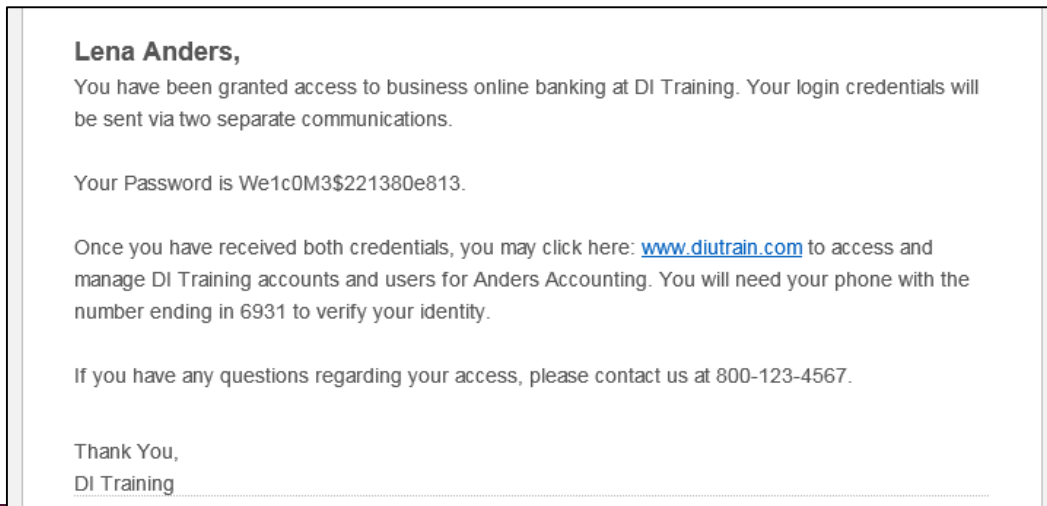 Lena Anders,
You have been granted access to business online banking at DI Training. Your login credentials will
be sent via two separate communications.
Your Password is We1c0M3$221380e813.
Once you have received both credentials, you may click here: www.diutrain.com to access and
manage DI Training accounts and users for Anders Accounting. You will need your phone with the
number ending in 6931 to verify your identity.
If you have any questions regarding your access, please contact us at 800-123-4567.
Thank You,
DI Training